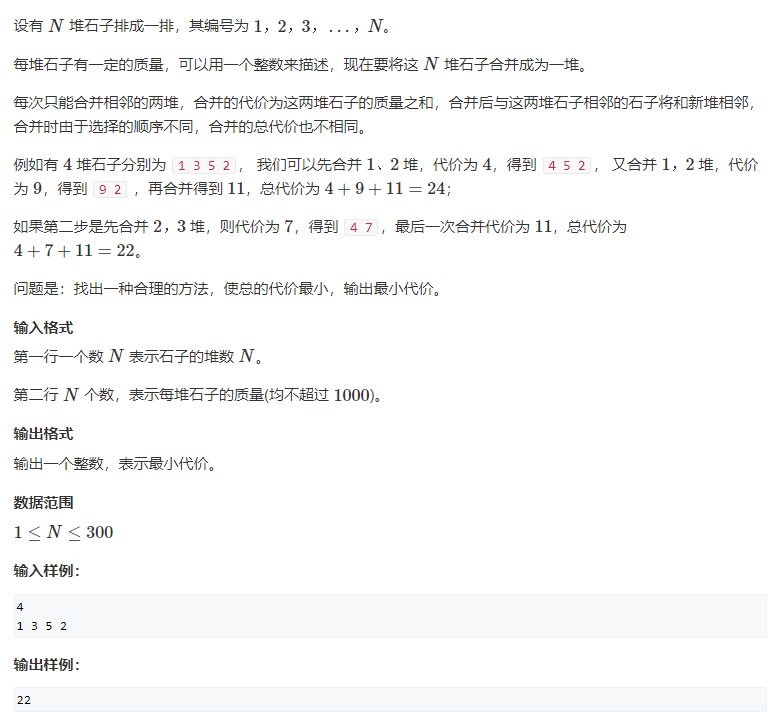 设有 N 堆石子排成一排，其编号为 1，2，3，…，N。
每堆石子有一定的质量，可以用一个整数来描述，现在要将这 N 堆石子合并成为一堆。
每次只能合并相邻的两堆，合并的代价为这两堆石子的质量之和，合并后与这两堆石子相邻的石子将和新堆相邻，
合并时由于选择的顺序不同，合并的总代价也不相同。
例如有 4 堆石子分别为 1 3 5 2， 我们可以先合并 1、2 堆，代价为 4，得到 4 5 2， 又合并 1，2 堆，代价
为 9，得到 9 2 ，再合并得到 11，总代价为 4 + 9 + 11 = 24；
如果第二步是先合并 2，3 堆，则代价为 7，得到 4 7，最后一次合并代价为 11，总代价为
4 + 7 + 11 = 22。
问题是：找出一种合理的方法，使总的代价最小，输出最小代价。
输入格式
第一行一个数 N 表示石子的堆数 N。
第二行 N 个数，表示每堆石子的质量(均不超过 1000)。
输出格式
输出一个整数，表示最小代价。
数据范围
1 ≤ N ≤ 300
输入样例：
4
1 3 5 2
输出样例：
22